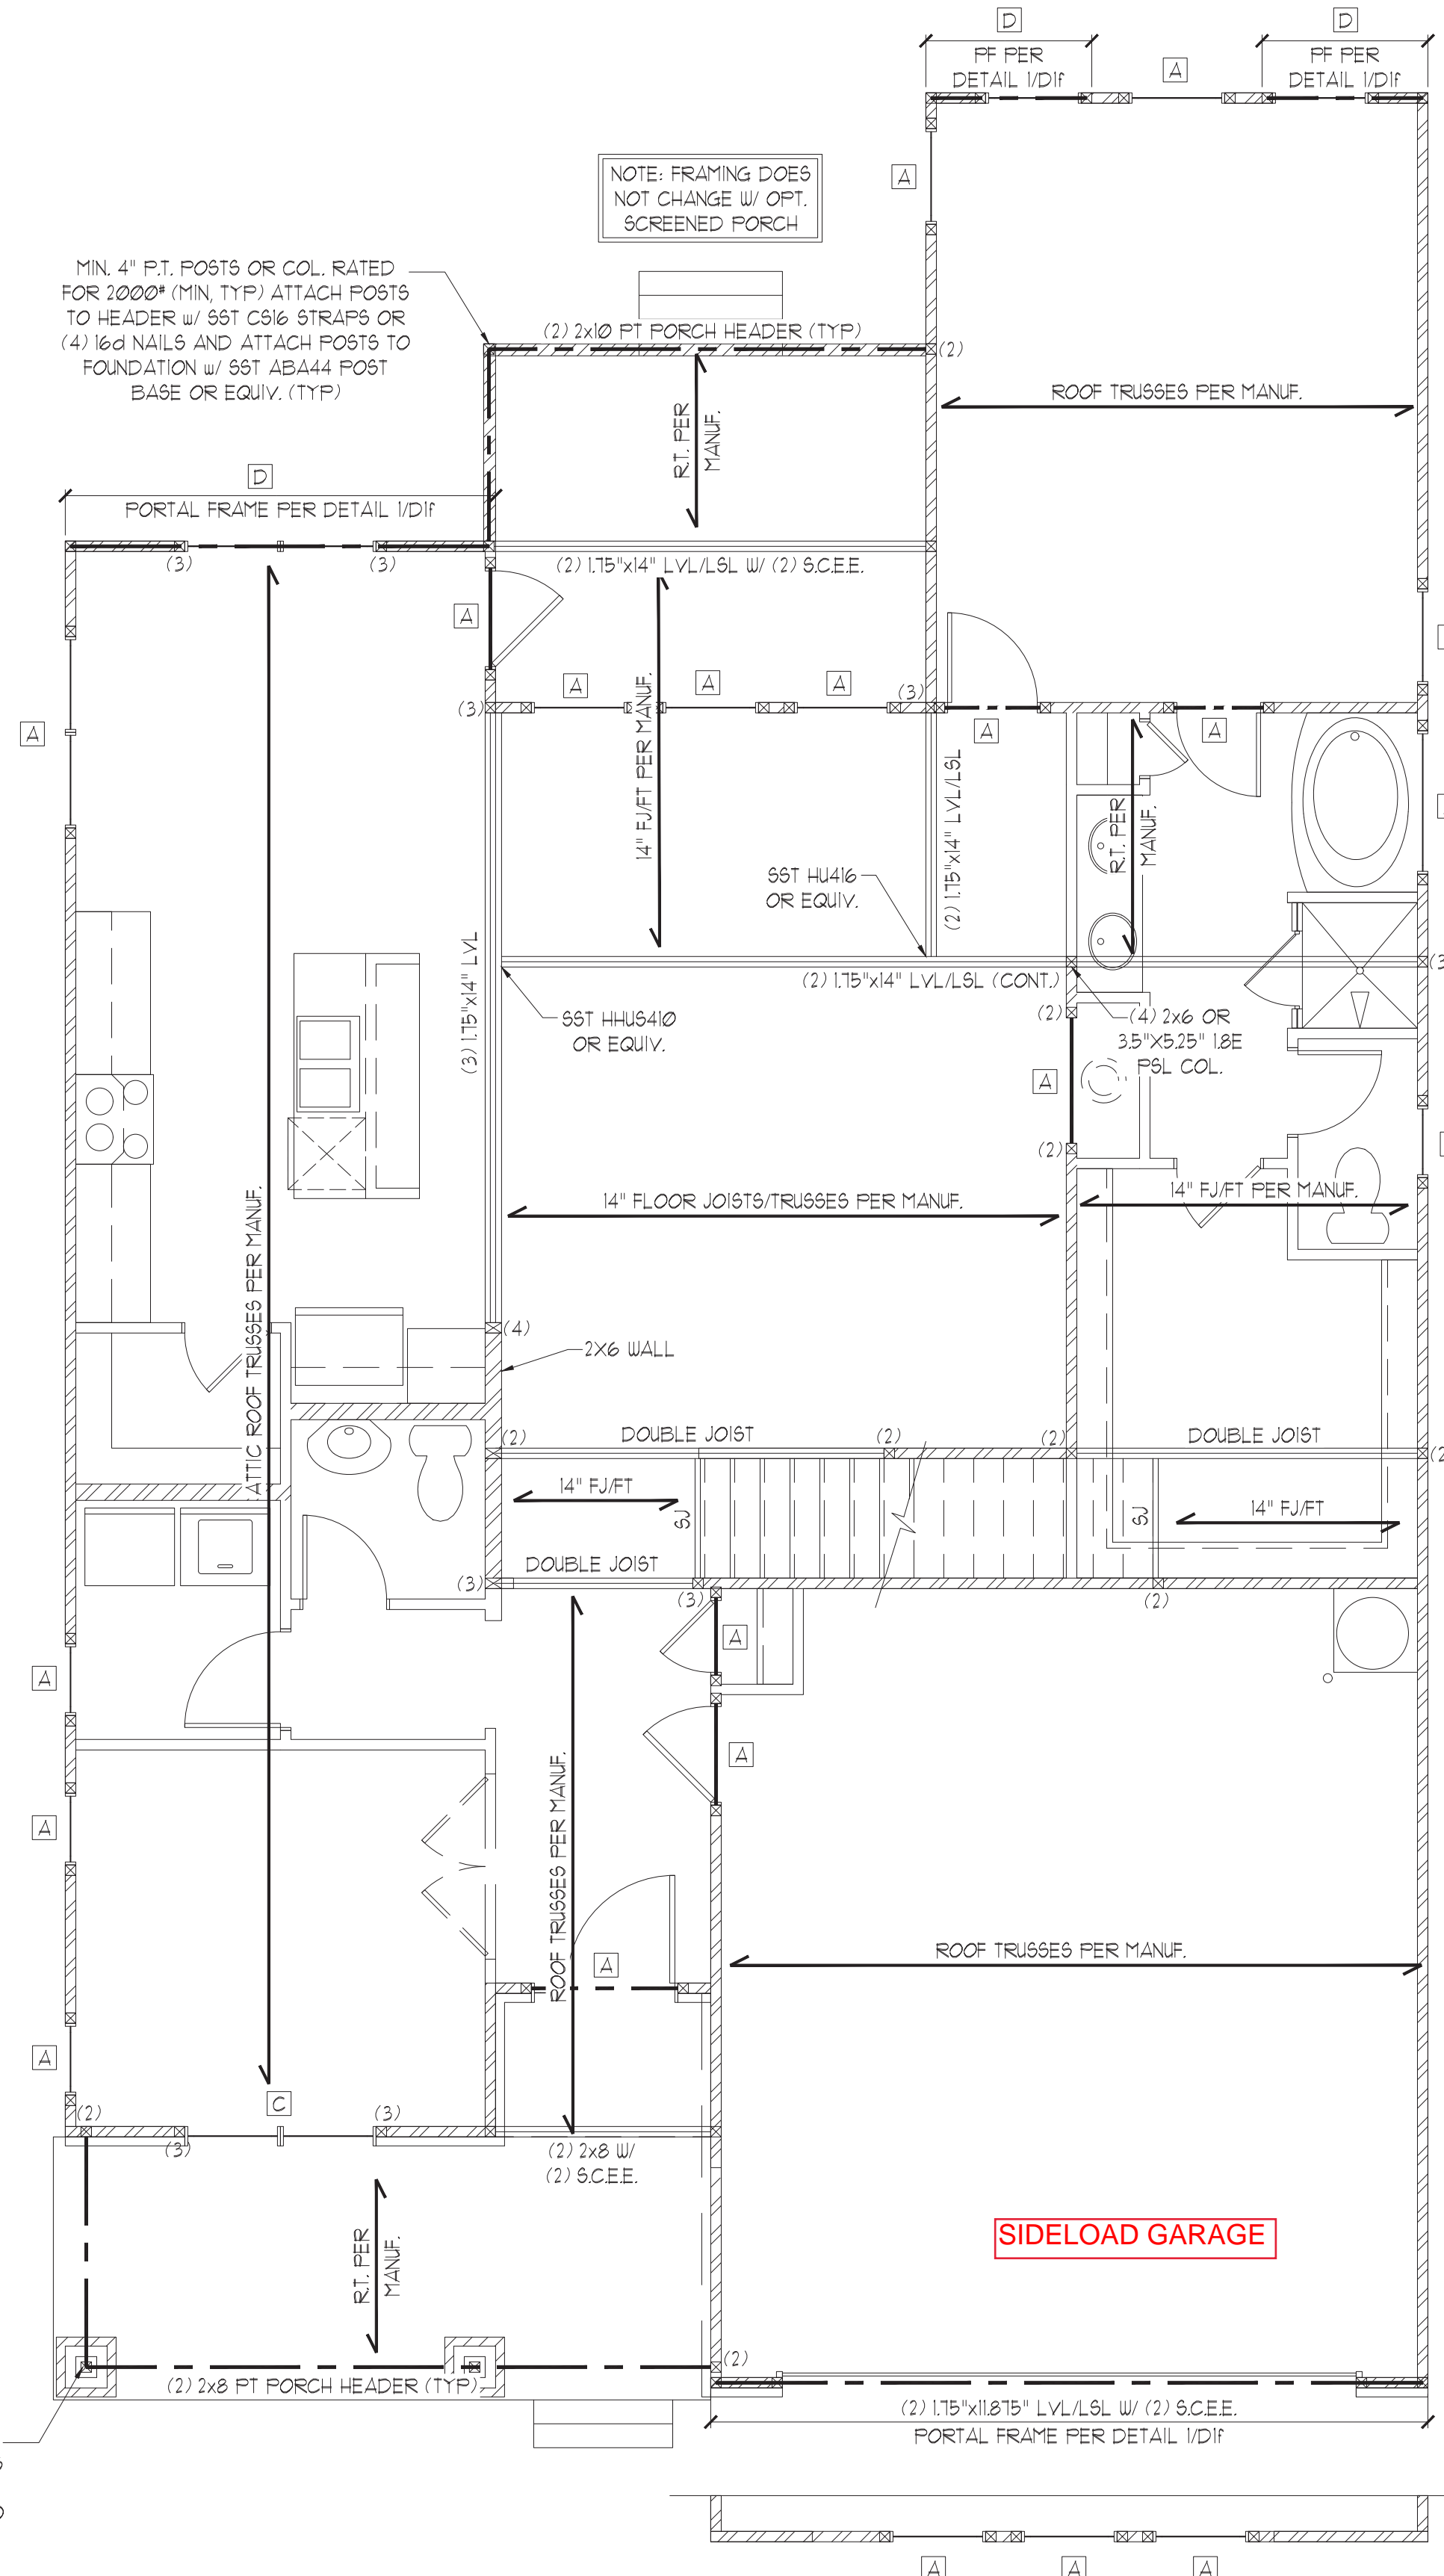 D
D
PF PER
DETAIL 1/D1f
A
PF PER
DETAIL 1/D1f
NOTE: FRAMING DOES
NOT CHANGE W/ OPT.
SCREENED PORCH
A
MIN. 4" P.T. POSTS OR COL. RATED
FOR 2000# (MIN, TYP) ATTACH POSTS
TO HEADER w/ SST CS16 STRAPS OR
(4) 16d NAILS AND ATTACH POSTS TO
FOUNDATION w/ SST ABA44 POST
BASE OR EQUIV. (TYP)
(2) 2x10 PT PORCH HEADER (TYP)
(2)
ROOF TRUSSES PER MANUF.
R.T. PER
MANUF.
D
PORTAL FRAME PER DETAIL 1/D1f
(3)
(3)
(2) 1.75"x14" LVL/LSL W/ (2) S.C.E.E.
A
A
A
A
(3)
(3)
A
A
A
14" FJ/FT PER MANUF.
(2) 1.75"x14" LVL/LSL
R.T. PER
MANUF.
SST HU416
OR EQUIV.
(3) 1.75"x14" LVL
(2) 1.75"x14" LVL/LSL (CONT.)
(3
SST HHUS410
OR EQUIV.
(2)
(4) 2x6 OR
3.5"X5.25" 1.8E
PSL COL.
A
(2)
14" FLOOR JOISTS/TRUSSES PER MANUF.
14" FJ/FT PER MANUF.
ATTIC ROOF TRUSSES PER MANUF.
(4)
2X6 WALL
(2)
DOUBLE JOIST
(2)
(2)
DOUBLE JOIST
(2
14" FJ/FT
SJ
SJ
14" FJ/FT
DOUBLE JOIST
(3)
(3)
(2)
A
A
A
A
ROOF TRUSSES PER MANUF.
A
ROOF TRUSSES PER MANUF.
A
C
(2)
(3)
(3)
(2) 2x8 W/
(2) S.C.E.E.
R.T. PER
MANUF.
SIDELOAD GARAGE
(2)
(2) 2x8 PT PORCH HEADER (TYP)
(2) 1.75"x11.875" LVL/LSL W/ (2) S.C.E.E.
PORTAL FRAME PER DETAIL 1/D1f
A
A
A